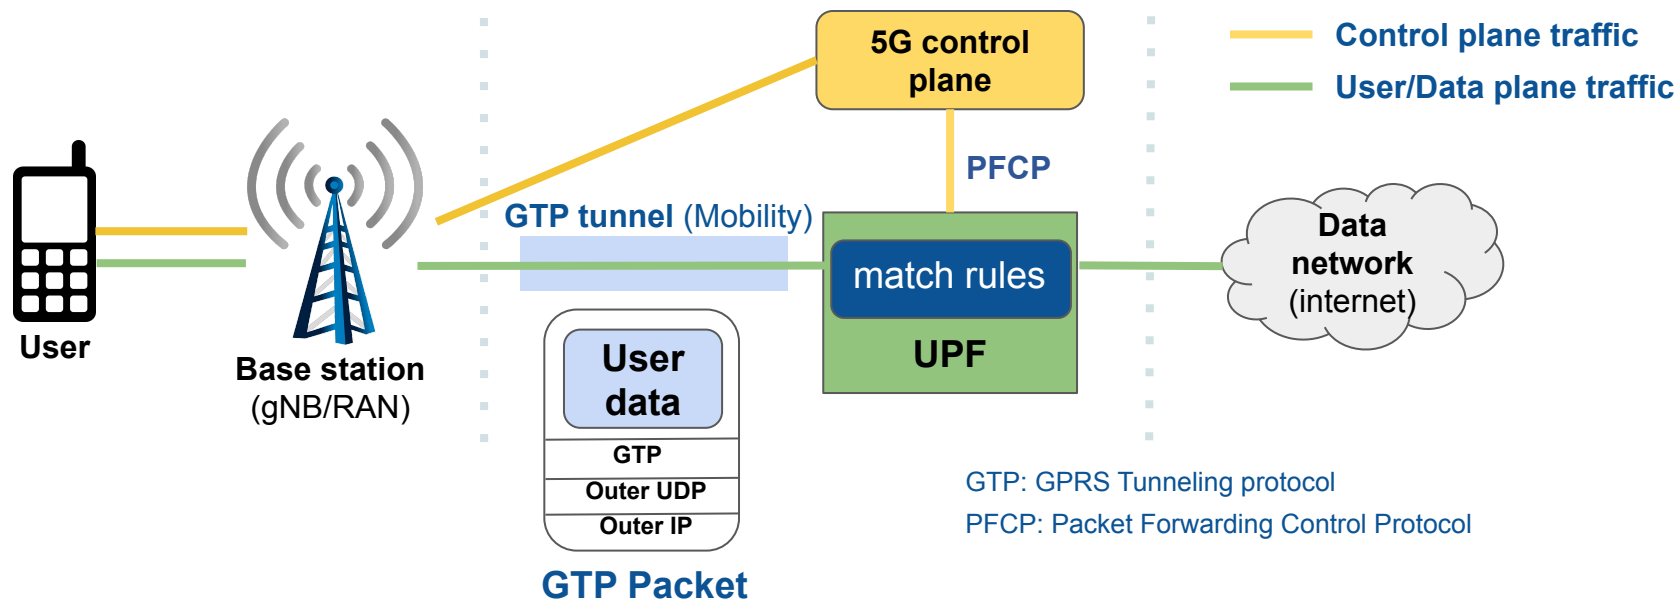 5G control
plane
Control plane traffic
User/Data plane traffic
PFCP
GTP tunnel (Mobility)
match rules
UPF
Data
network
(internet)
User
Base station
(gNB/RAN)
User
data
GTP
Outer UDP
Outer IP
GTP Packet
GTP: GPRS Tunneling protocol
PFCP: Packet Forwarding Control Protocol